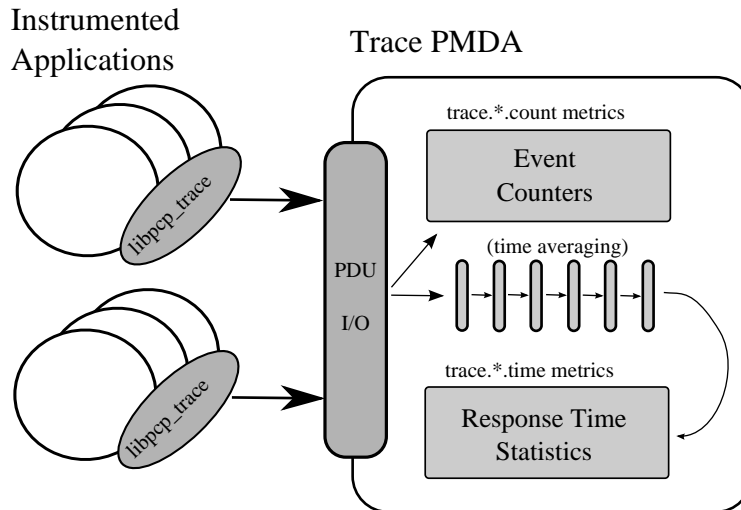 Instrumented
Applications
Trace PMDA
libpcp_trace
libpcp_trace
PDU
I/O
trace.*.count metrics
Event
Counters
(time averaging)
trace.*.time metrics
Response Time
Statistics